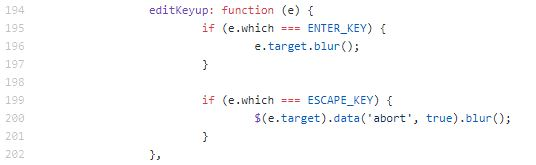 194 editKeyup: function (e) {
195 if (e.which === ENTER_KEY) {
196 e.target.blur();
197 }
198
199 if (e.which === ESCAPE_KEY) {
200 $(e.target).data('abort', true).blur();
201 }
202 },